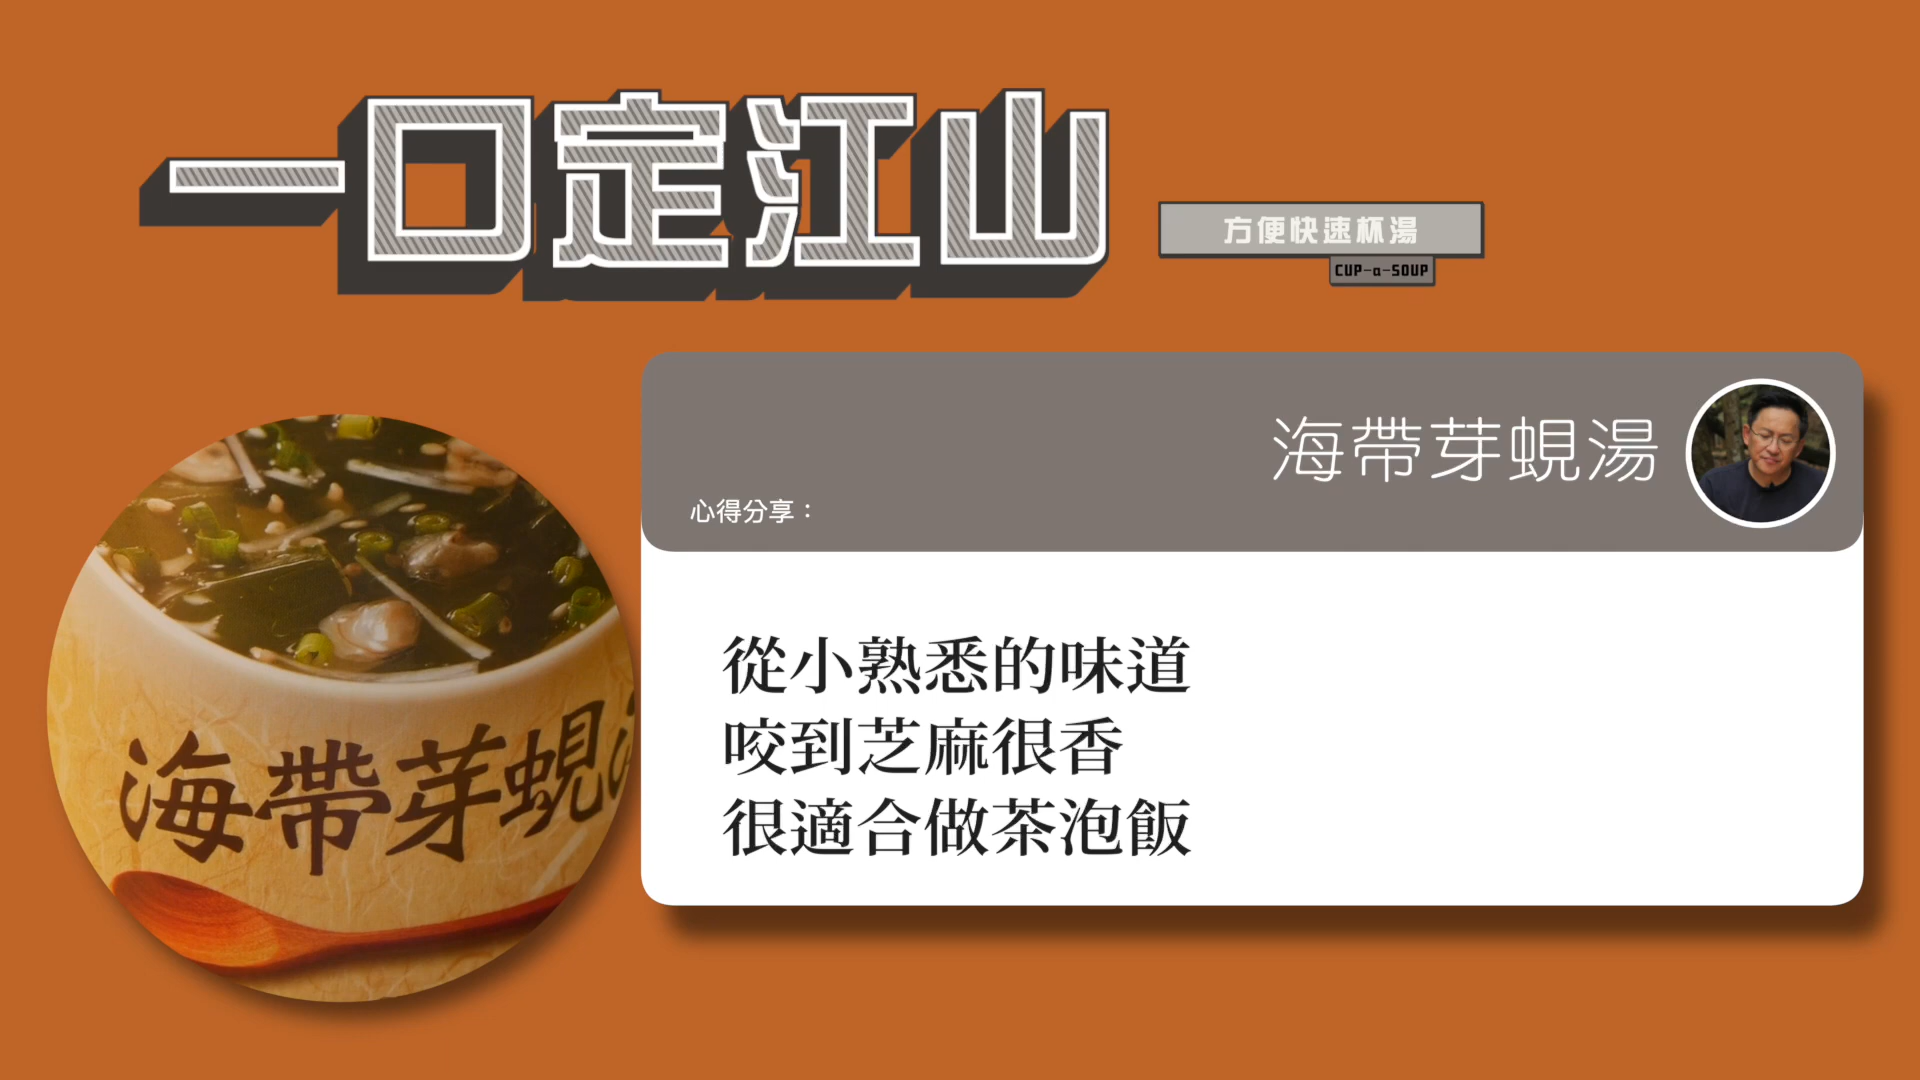 一口定江山
方便快速杯湯
CUP-a-SOUP
海帶芽蜆湯
心得分享：
從小熟悉的味道
咬到芝麻很香
很適合做茶泡飯
海帶芽蜆